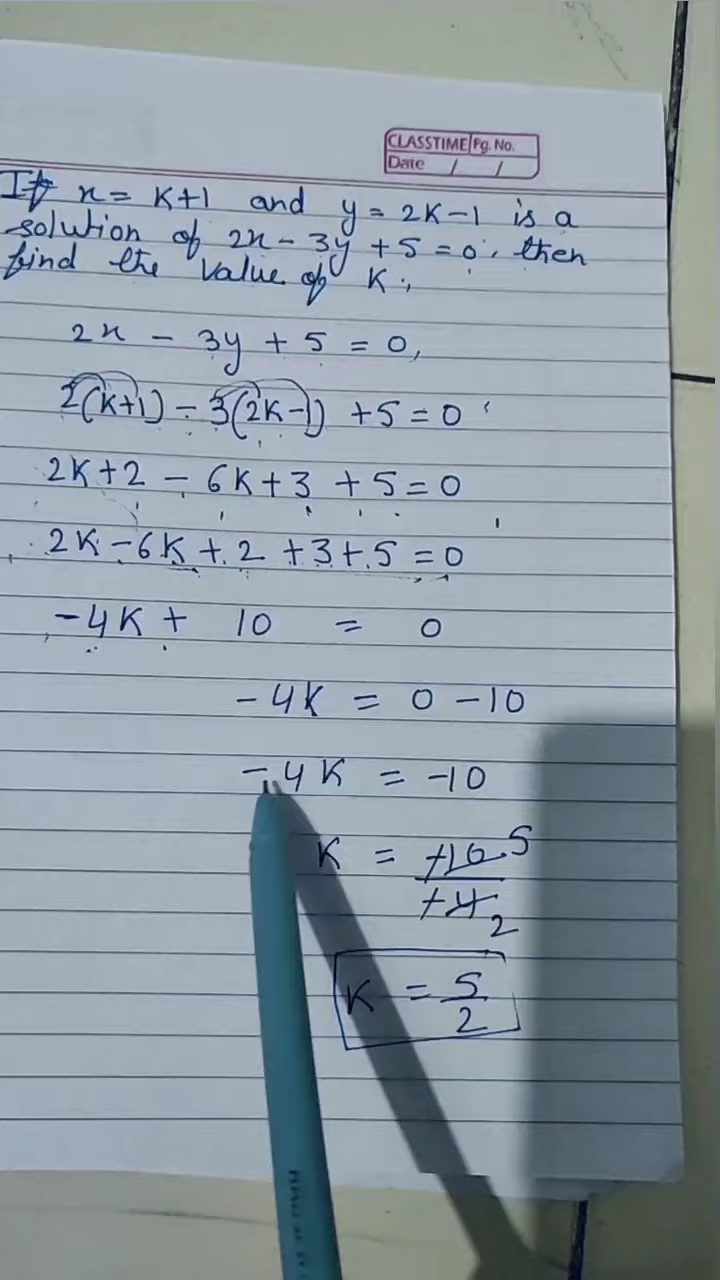 CLASSTIME Pg. No.
Date / /
If x = K+1 and y = 2K-1 is a
solution of 2x - 3y + 5 = 0, then
find the value of K.
2x - 3y + 5 = 0,
2(K+1) - 3(2K-1) + 5 = 0
2K+2 - 6K+3 + 5 = 0
2K - 6K + 2 + 3 + 5 = 0
-4K + 10 = 0
-4K = 0 - 10
-4K = -10
K = +10 5
+4 2
K = 5
2